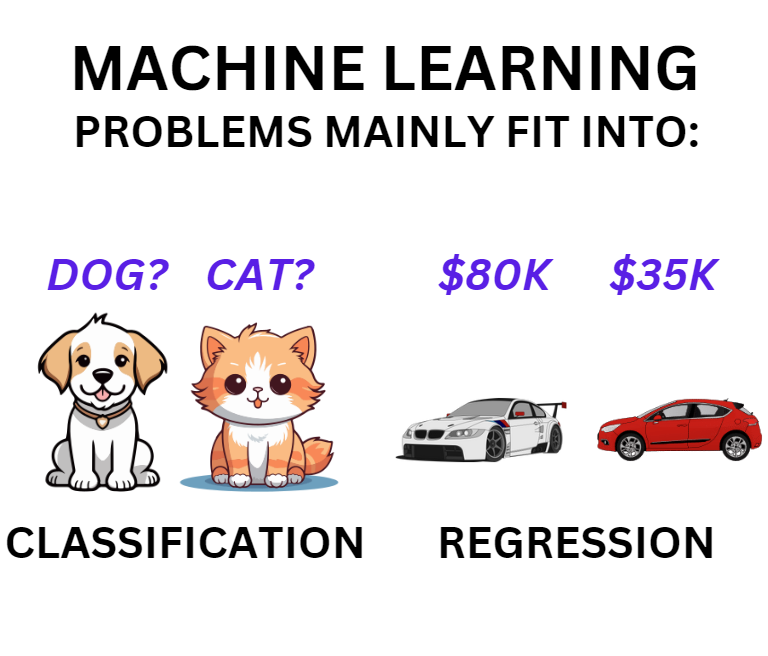 MACHINE LEARNING
PROBLEMS MAINLY FIT INTO:
DOG? CAT? $80K $35K
CLASSIFICATION REGRESSION